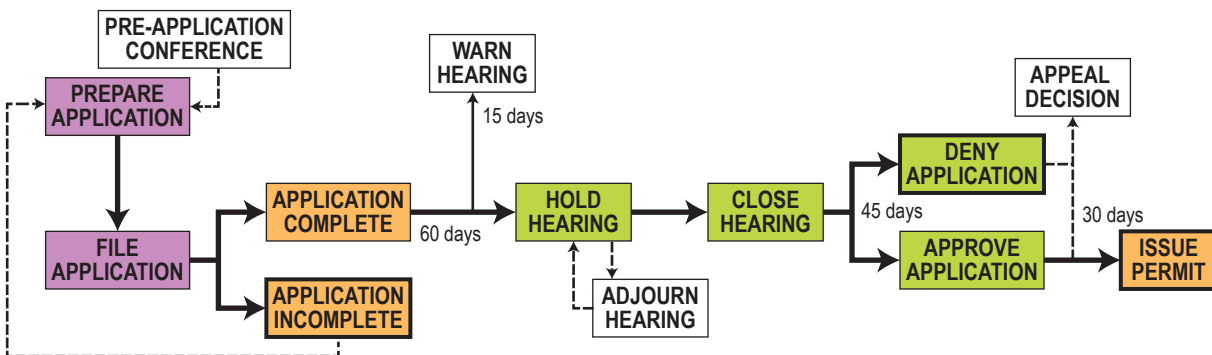 PRE-APPLICATION
CONFERENCE
PREPARE
APPLICATION
FILE
APPLICATION
APPLICATION
COMPLETE
APPLICATION
INCOMPLETE
WARN
HEARING
15 days
60 days
HOLD
HEARING
ADJOURN
HEARING
CLOSE
HEARING
45 days
DENY
APPLICATION
APPROVE
APPLICATION
APPEAL
DECISION
30 days
ISSUE
PERMIT